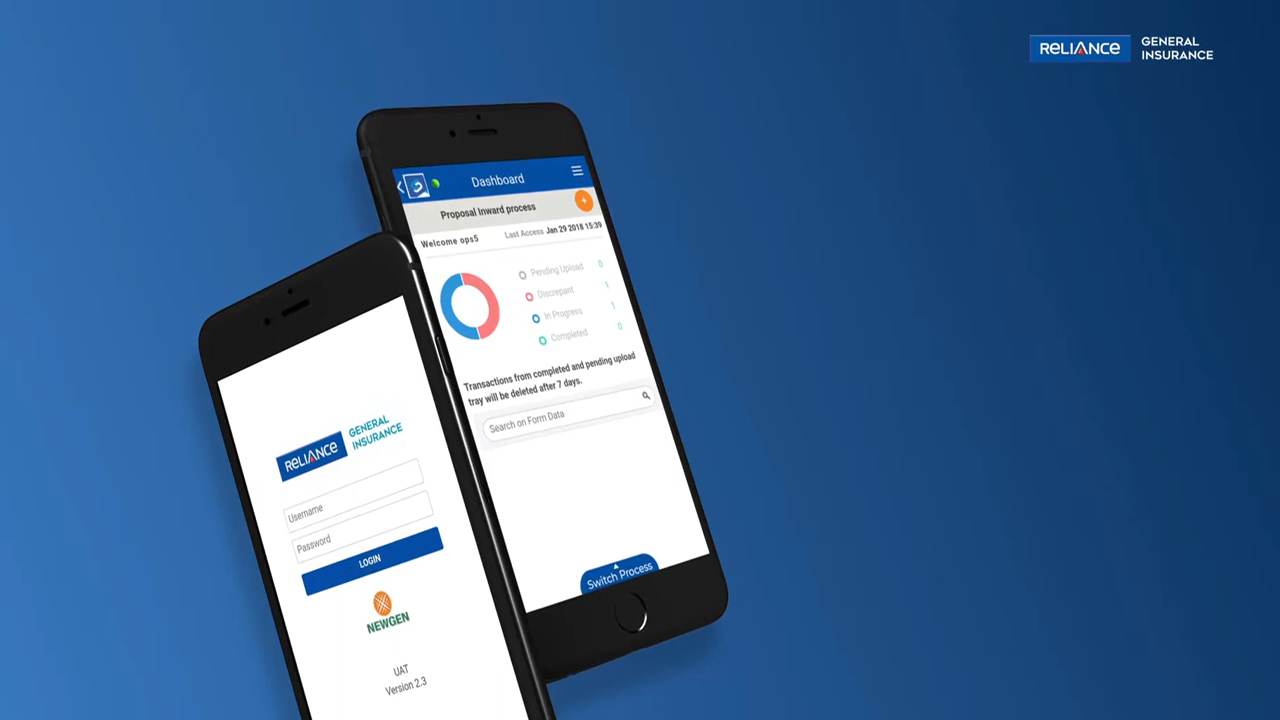 RELIANCE GENERAL
INSURANCE
Dashboard
Proposal Inward process
+
Welcome ops5 Last Access Jan 29 2018 15:39
Pending Upload 0
Discrepant 1
In Progress 1
Completed 0
Transactions from completed and pending upload
tray will be deleted after 7 days.
Search on Form Data
Switch Process
RELIANCE GENERAL
INSURANCE
Username
Password
LOGIN
NEWGEN
UAT
Version 2.3